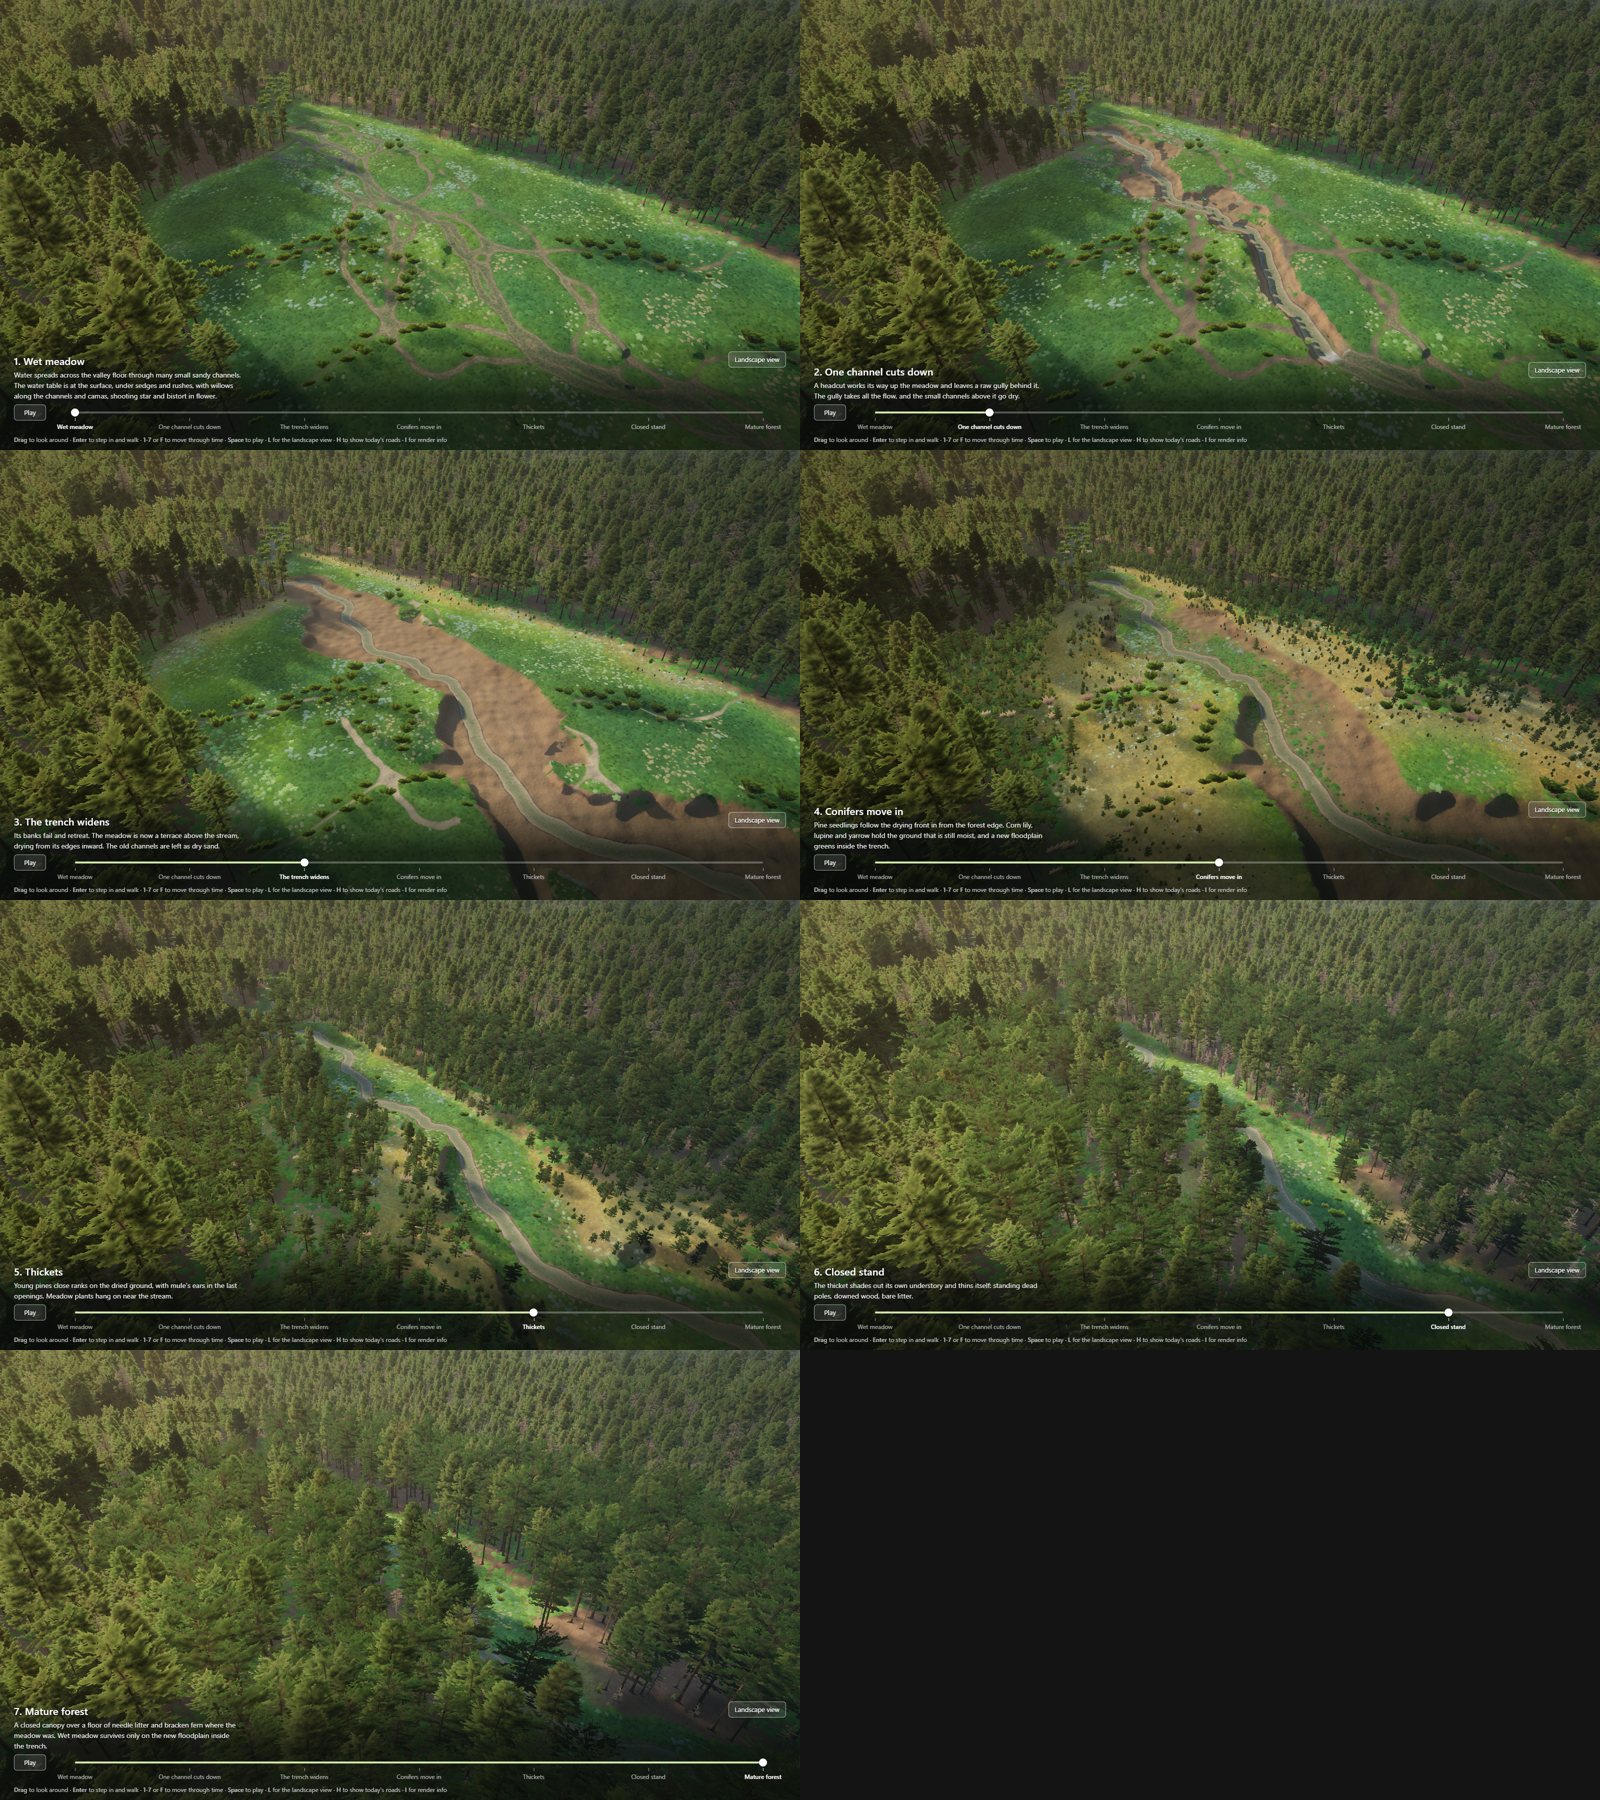 1. Wet meadow
Water spreads across the valley floor through many small sandy channels.
The water table is at the surface, under sedges and rushes, with willows
along the channels and camas, shooting star and bistort in flower.
Landscape view
Play
Wet meadow One channel cuts down The trench widens Conifers move in Thickets Closed stand Mature forest
Drag to look around · Enter to step in and walk · 1-7 or F to move through time · Space to play · L for the landscape view · H to show today's roads · I for render info
2. One channel cuts down
A headcut works its way up the meadow and leaves a raw gully behind it.
The gully takes all the flow, and the small channels above it go dry.
Landscape view
Play
Wet meadow One channel cuts down The trench widens Conifers move in Thickets Closed stand Mature forest
Drag to look around · Enter to step in and walk · 1-7 or F to move through time · Space to play · L for the landscape view · H to show today's roads · I for render info
3. The trench widens
Its banks fail and retreat. The meadow is now a terrace above the stream,
drying from its edges inward. The old channels are left as dry sand.
Landscape view
Play
Wet meadow One channel cuts down The trench widens Conifers move in Thickets Closed stand Mature forest
Drag to look around · Enter to step in and walk · 1-7 or F to move through time · Space to play · L for the landscape view · H to show today's roads · I for render info
4. Conifers move in
Pine seedlings follow the drying front in from the forest edge. Corn lily,
lupine and yarrow hold the ground that is still moist, and a new floodplain
greens inside the trench.
Landscape view
Play
Wet meadow One channel cuts down The trench widens Conifers move in Thickets Closed stand Mature forest
Drag to look around · Enter to step in and walk · 1-7 or F to move through time · Space to play · L for the landscape view · H to show today's roads · I for render info
5. Thickets
Young pines close ranks on the dried ground, with mule's ears in the last
openings. Meadow plants hang on near the stream.
Landscape view
Play
Wet meadow One channel cuts down The trench widens Conifers move in Thickets Closed stand Mature forest
Drag to look around · Enter to step in and walk · 1-7 or F to move through time · Space to play · L for the landscape view · H to show today's roads · I for render info
6. Closed stand
The thicket shades out its own understory and thins itself: standing dead
poles, downed wood, bare litter.
Landscape view
Play
Wet meadow One channel cuts down The trench widens Conifers move in Thickets Closed stand Mature forest
Drag to look around · Enter to step in and walk · 1-7 or F to move through time · Space to play · L for the landscape view · H to show today's roads · I for render info
7. Mature forest
A closed canopy over a floor of needle litter and bracken fern where the
meadow was. Wet meadow survives only on the new floodplain inside
the trench.
Landscape view
Play
Wet meadow One channel cuts down The trench widens Conifers move in Thickets Closed stand Mature forest
Drag to look around · Enter to step in and walk · 1-7 or F to move through time · Space to play · L for the landscape view · H to show today's roads · I for render info